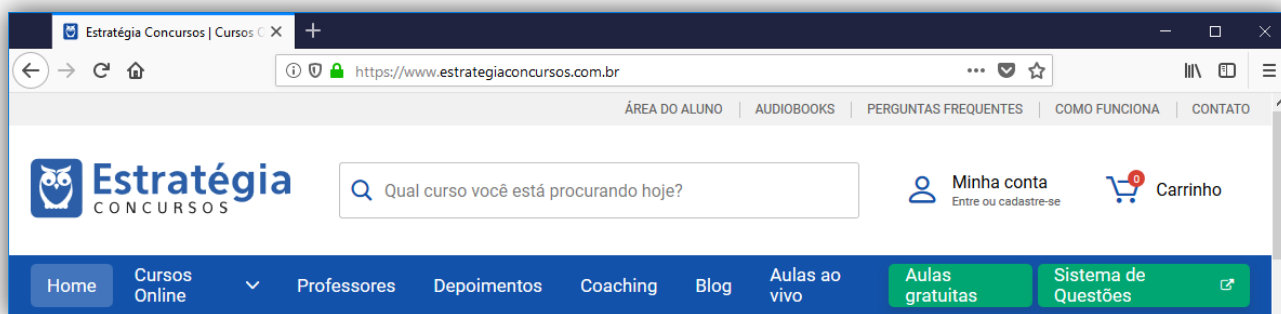 Estratégia Concursos | Cursos
https://www.estrategiaconcursos.com.br
ÁREA DO ALUNO | AUDIOBOOKS | PERGUNTAS FREQUENTES | COMO FUNCIONA | CONTATO
Estratégia
CONCURSOS
Qual curso você está procurando hoje?
Minha conta
Entre ou cadastre-se
0
Carrinho
Home
Cursos
Online
Professores
Depoimentos
Coaching
Blog
Aulas ao
vivo
Aulas
gratuitas
Sistema de
Questões